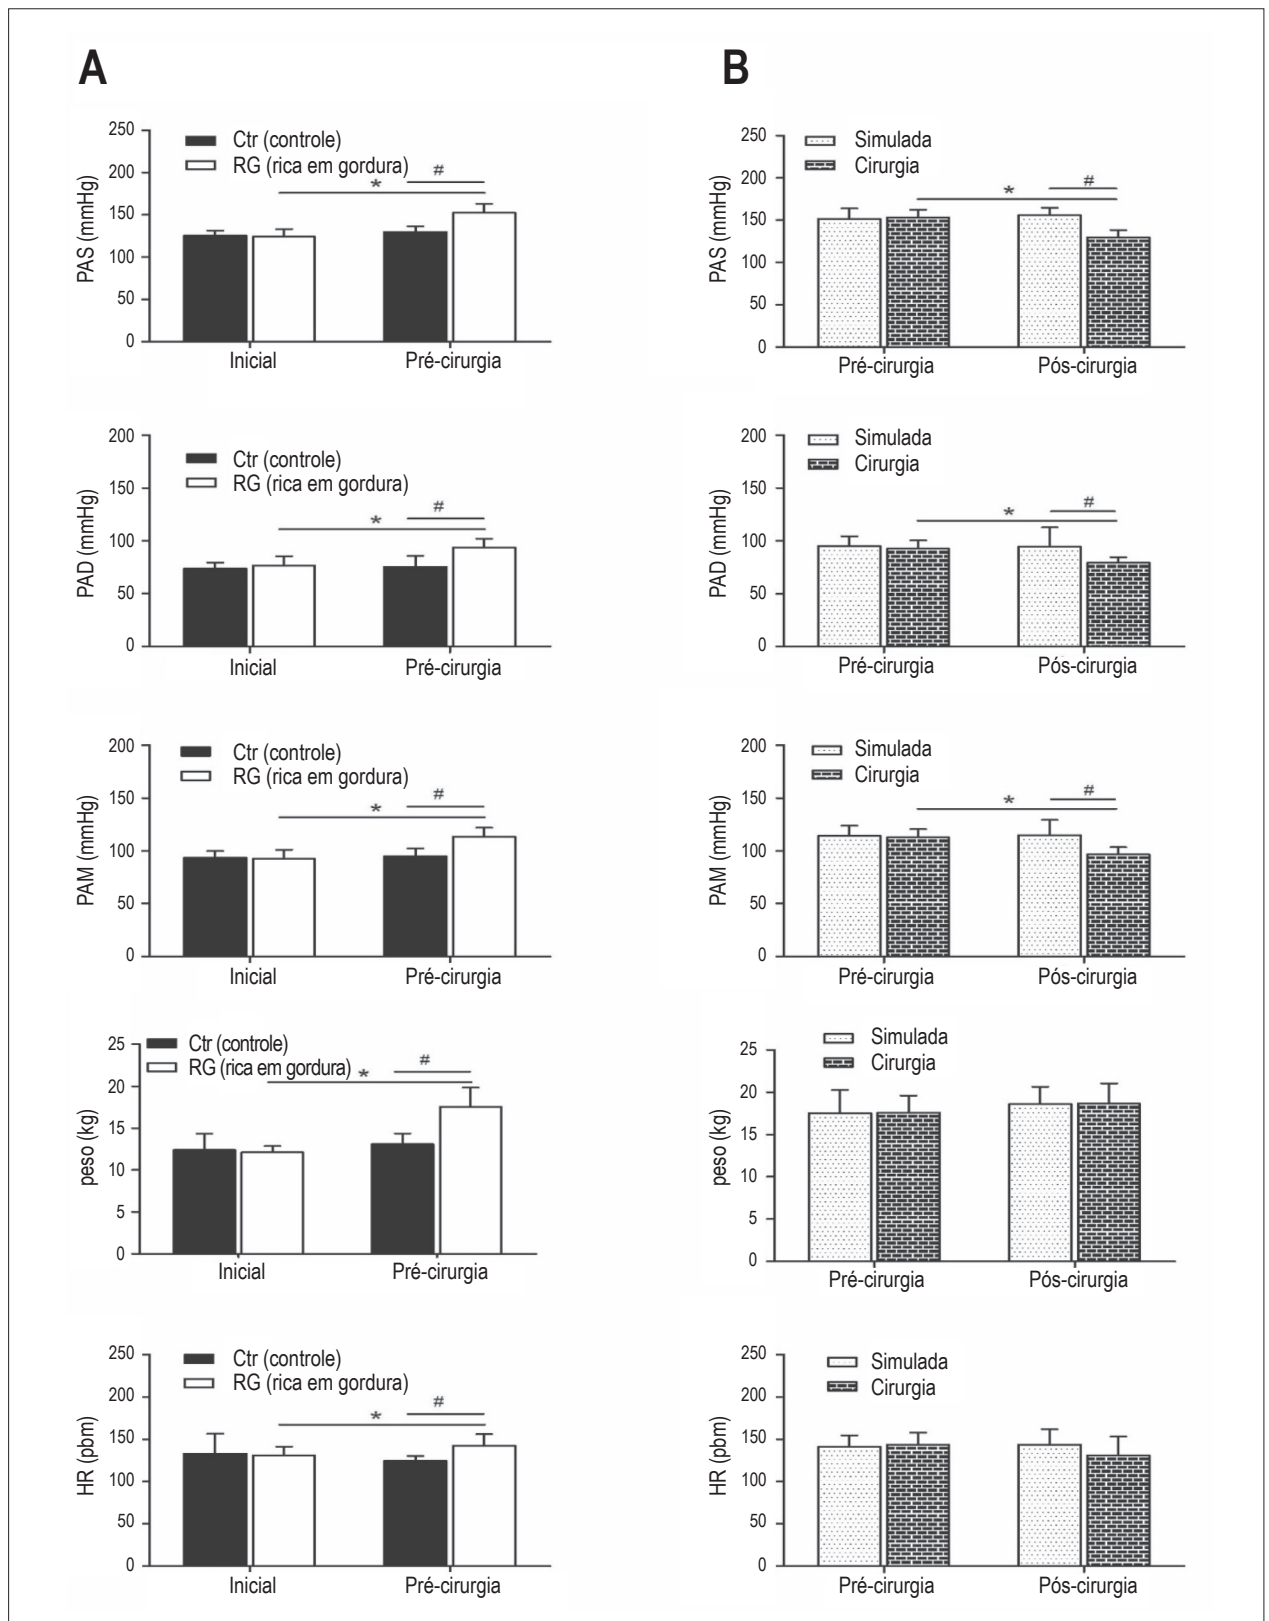 A
PAS (mmHg)
250
200
150
100
50
0
Ctr (controle)
RG (rica em gordura)
*
#
Inicial
Pré-cirurgia
PAD (mmHg)
200
150
100
50
0
Ctr (controle)
RG (rica em gordura)
*
#
Inicial
Pré-cirurgia
PAM (mmHg)
200
150
100
50
0
Ctr (controle)
RG (rica em gordura)
*
#
Inicial
Pré-cirurgia
peso (kg)
25
20
15
10
5
0
Ctr (controle)
RG (rica em gordura)
*
#
Inicial
Pré-cirurgia
HR (pbm)
250
200
150
100
50
0
Ctr (controle)
RG (rica em gordura)
*
#
Inicial
Pré-cirurgia
B
PAS (mmHg)
250
200
150
100
50
0
Simulada
Cirurgia
*
#
Pré-cirurgia
Pós-cirurgia
PAD (mmHg)
200
150
100
50
0
Simulada
Cirurgia
*
#
Pré-cirurgia
Pós-cirurgia
PAM (mmHg)
200
150
100
50
0
Simulada
Cirurgia
*
#
Pré-cirurgia
Pós-cirurgia
peso (kg)
25
20
15
10
5
0
Simulada
Cirurgia
Pré-cirurgia
Pós-cirurgia
HR (pbm)
250
200
150
100
50
0
Simulada
Cirurgia
Pré-cirurgia
Pós-cirurgia